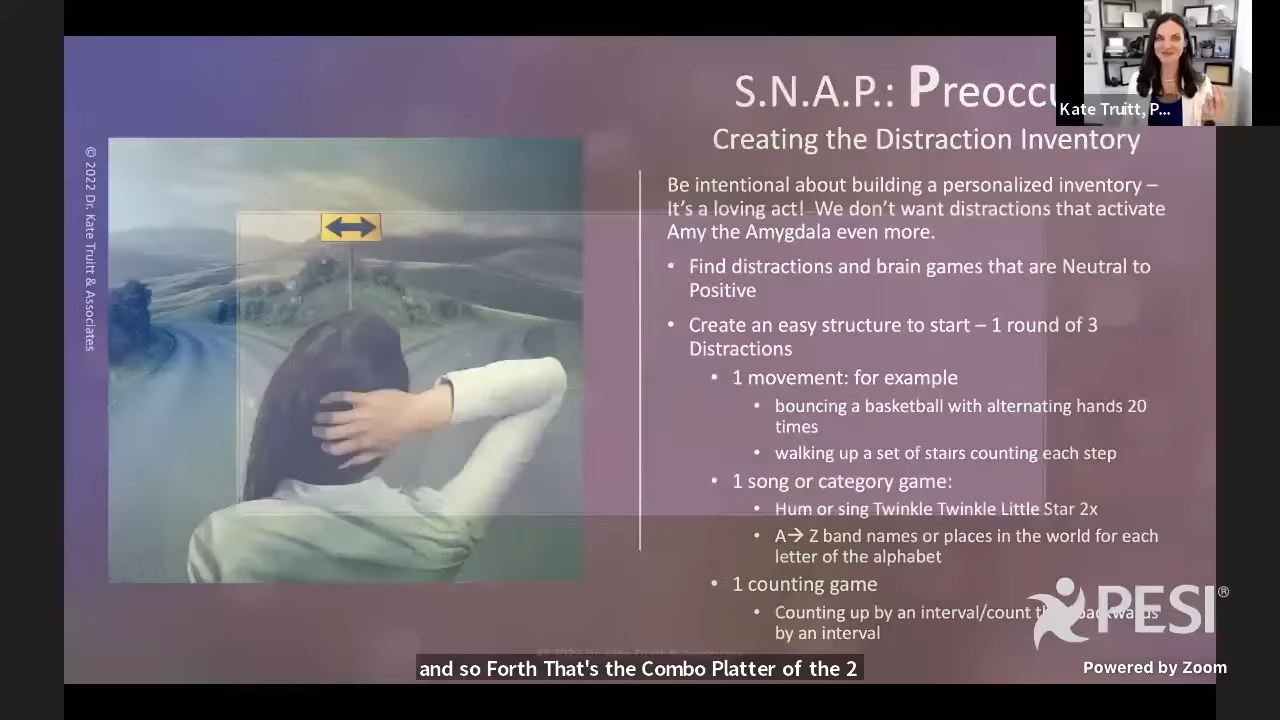 S.N.A.P.: Preoccu
Kate Truitt, P...
Creating the Distraction Inventory
© 2022 Dr. Kate Truitt & Associates
Be intentional about building a personalized inventory –
It's a loving act! We don't want distractions that activate
Amy the Amygdala even more.
• Find distractions and brain games that are Neutral to
Positive
• Create an easy structure to start – 1 round of 3
Distractions
• 1 movement: for example
• bouncing a basketball with alternating hands 20
times
• walking up a set of stairs counting each step
• 1 song or category game:
• Hum or sing Twinkle Twinkle Little Star 2x
• A→ Z band names or places in the world for each
letter of the alphabet
• 1 counting game
• Counting up by an interval/count backwards
by an interval
PESI®
and so Forth That's the Combo Platter of the 2
Powered by Zoom